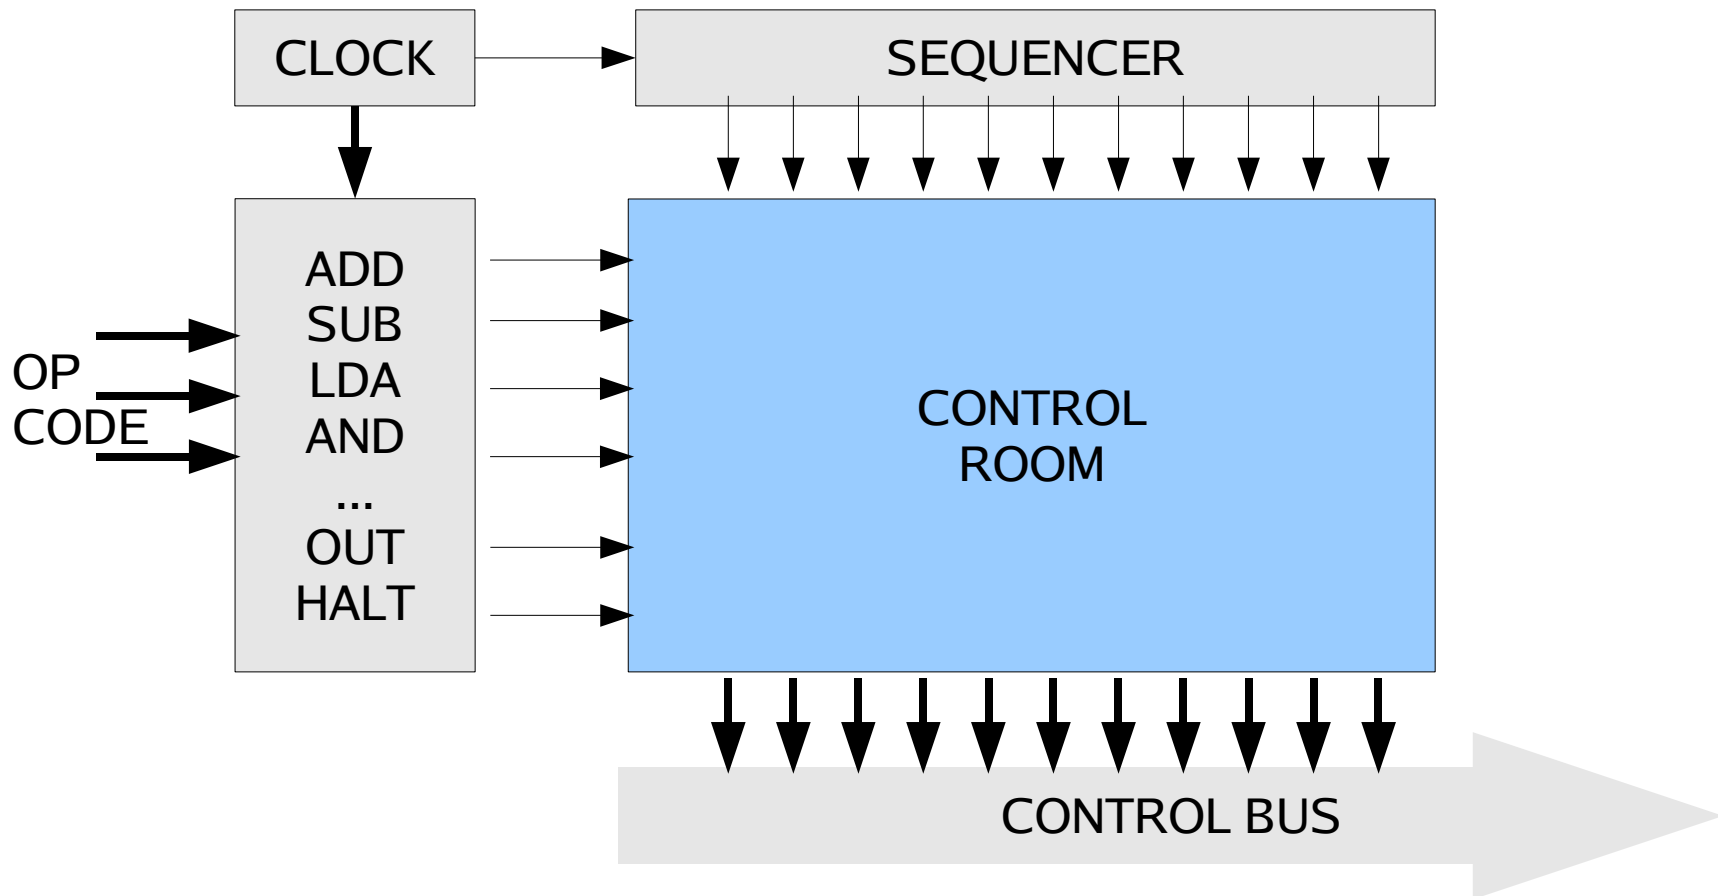 CLOCK
SEQUENCER
OP
CODE
ADD
SUB
LDA
AND
...
OUT
HALT
CONTROL
ROOM
CONTROL BUS